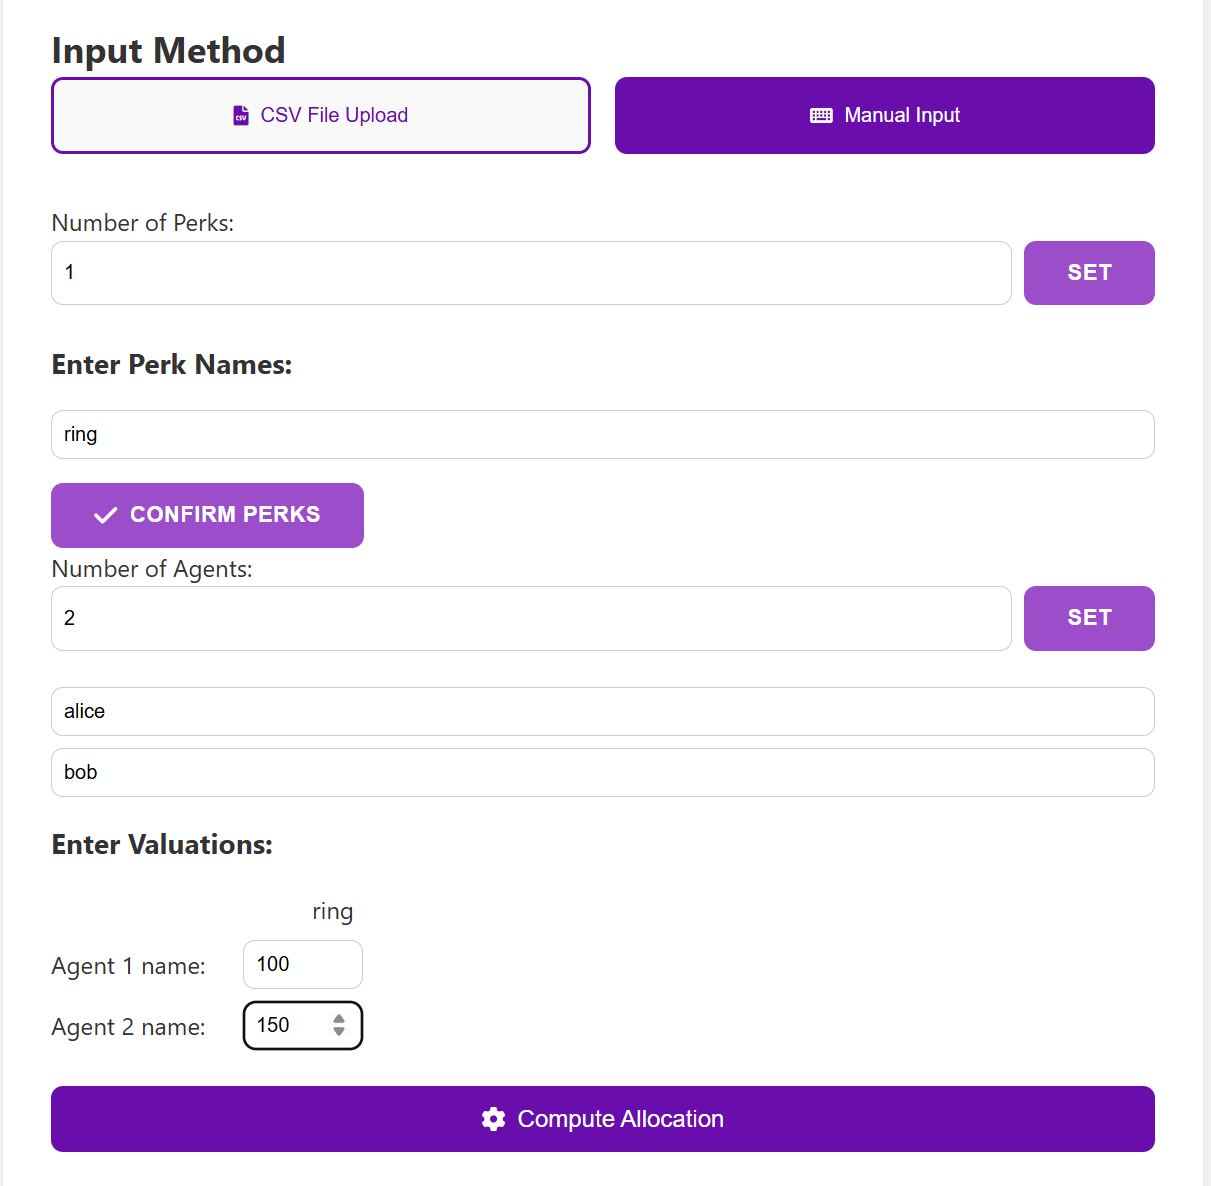 Input Method
CSV File Upload
Manual Input
Number of Perks:
1
SET
Enter Perk Names:
ring
CONFIRM PERKS
Number of Agents:
2
SET
alice
bob
Enter Valuations:
ring
Agent 1 name:
100
Agent 2 name:
150
Compute Allocation